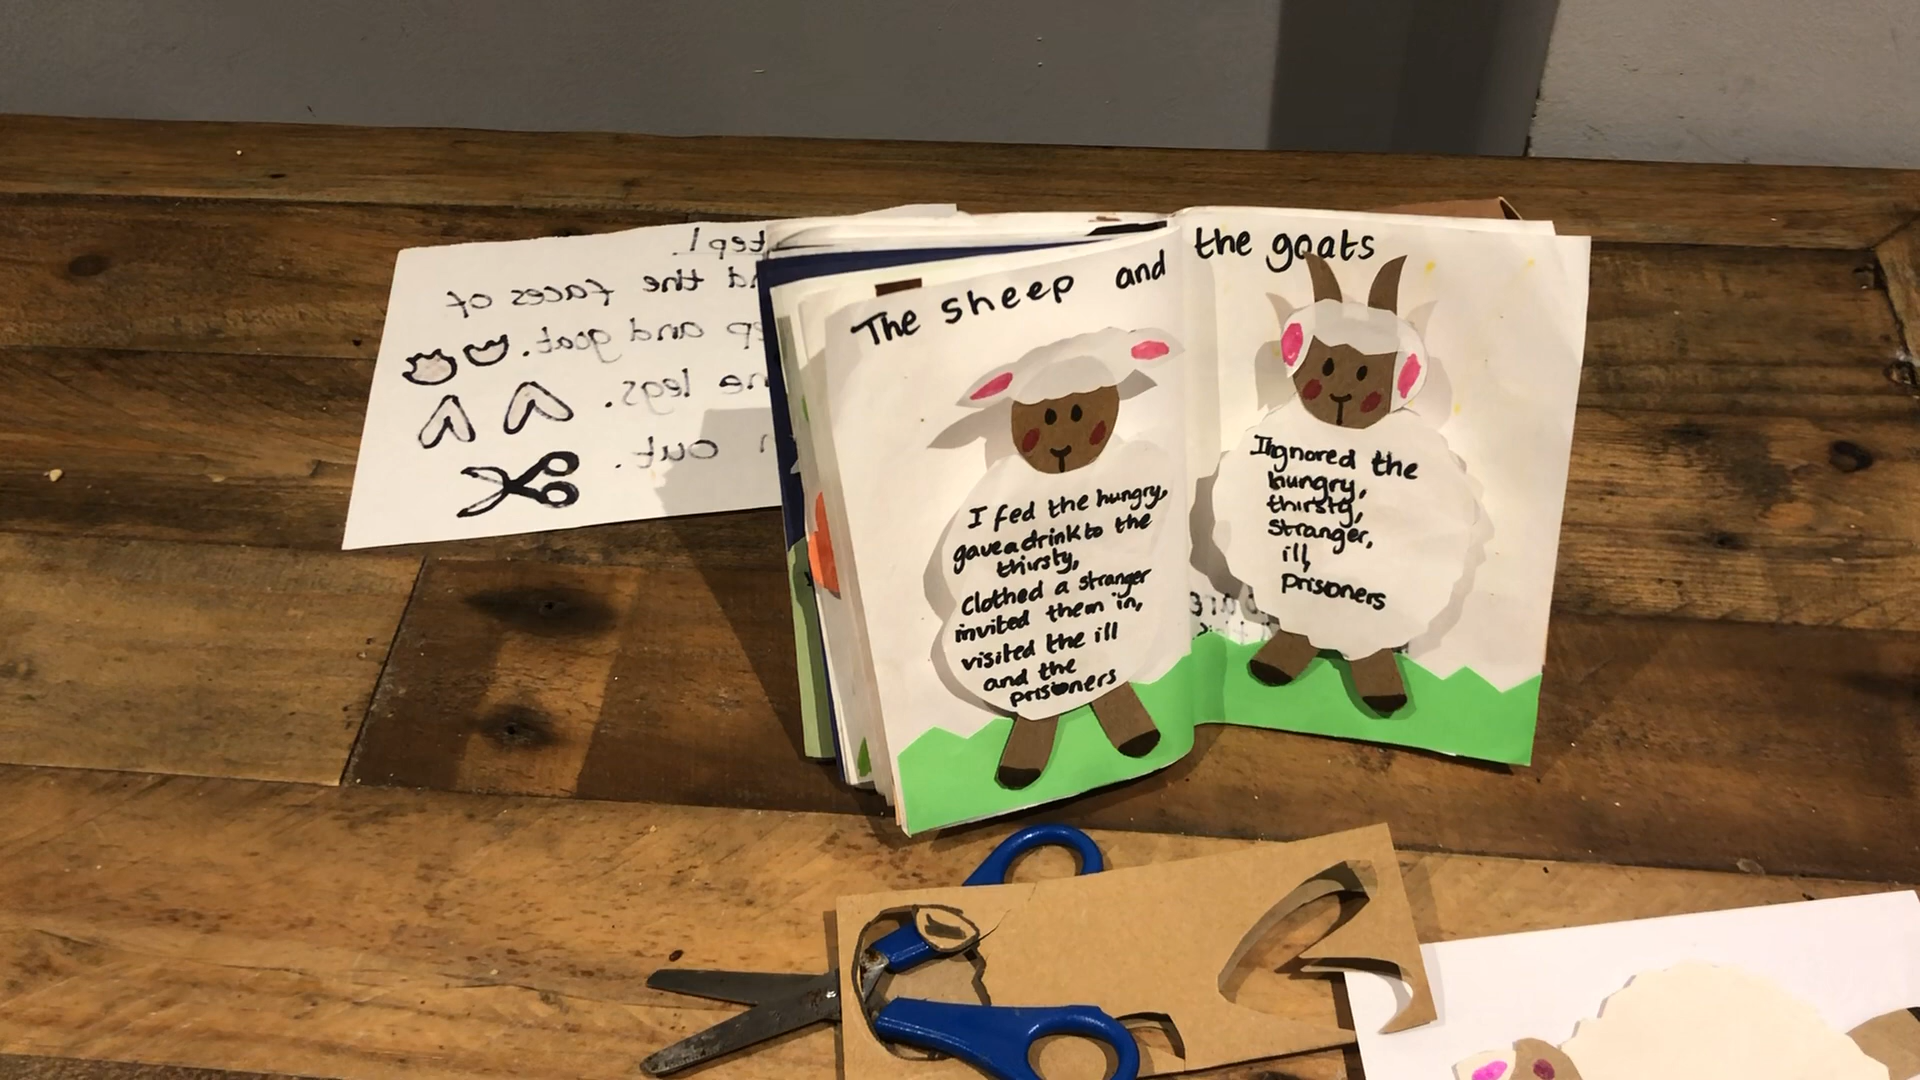 The sheep and the goats
I fed the hungry,
gave a drink to the
thirsty,
Clothed a stranger
invited them in,
visited the ill
and the
prisoners
I ignored the
hungry,
thirsty,
stranger,
ill,
prisoners
tep 1.
the faces of
and goat.
legs.
out.